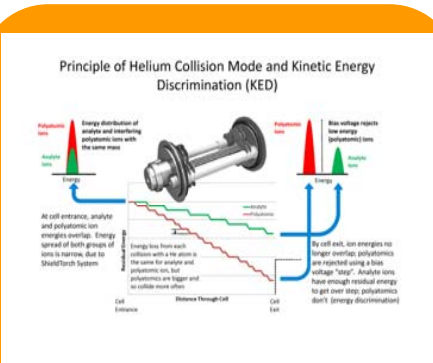 Principle of Helium Collision Mode and Kinetic Energy
Discrimination (KED)
Polyatomic
ions
Analyte
ions
Energy
Energy distribution of
analyte and interfering
polyatomic ions with
the same mass
Polyatomic
ions
Bias voltage rejects
low energy
(polyatomic) ions
Analyte
ions
Energy
At cell entrance, analyte
and polyatomic ion
energies overlap. Energy
spread of both groups of
ions is narrow, due to
ShieldTorch System
Residual Energy
Analyte
Polyatomic
Energy loss from each
collision with a He atom is
the same for analyte and
polyatomic ion, but
polyatomics are bigger and
so collide more often
Cell
Entrance
Distance Through Cell
Cell
Exit
By cell exit, ion energies no
longer overlap; polyatomics
are rejected using a bias
voltage "step". Analyte ions
have enough residual energy
to get over step; polyatomics
don't (energy discrimination)